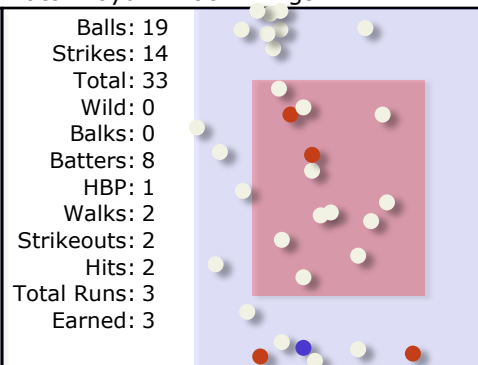 Balls: 19
Strikes: 14
Total: 33
Wild: 0
Balks: 0
Batters: 8
HBP: 1
Walks: 2
Strikeouts: 2
Hits: 2
Total Runs: 3
Earned: 3